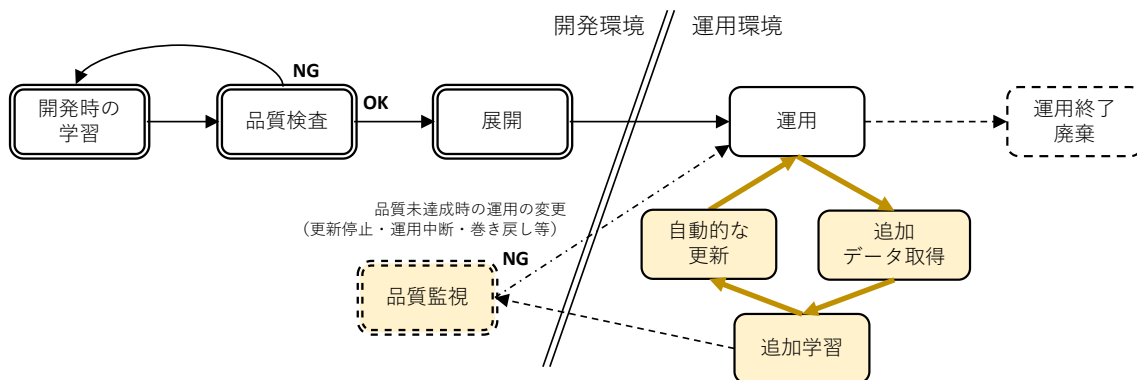 開発環境
運用環境
NG
開発時の
学習
品質検査
OK
展開
運用
運用終了
廃棄
品質未達成時の運用の変更
（更新停止・運用中断・巻き戻し等）
自動的な
更新
追加
データ取得
NG
品質監視
追加学習